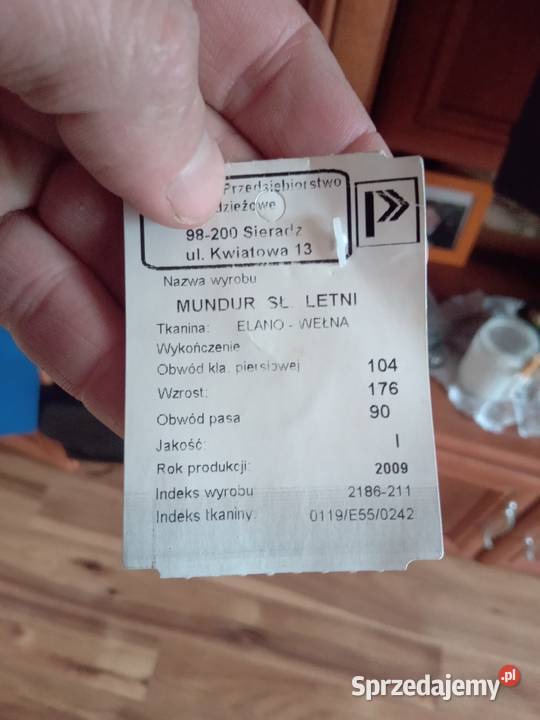 Przedsiębiorstwo
dzieżowe
98-200 Sieradz
ul. Kwiatowa 13
Nazwa wyrobu
MUNDUR SŁ. LETNI
Tkanina: ELANO - WEŁNA
Wykończenie
Obwód kla. piersiowej 104
Wzrost: 176
Obwód pasa 90
Jakość: I
Rok produkcji: 2009
Indeks wyrobu 2186-211
Indeks tkaniny: 0119/E55/0242
Sprzedajemy.pl